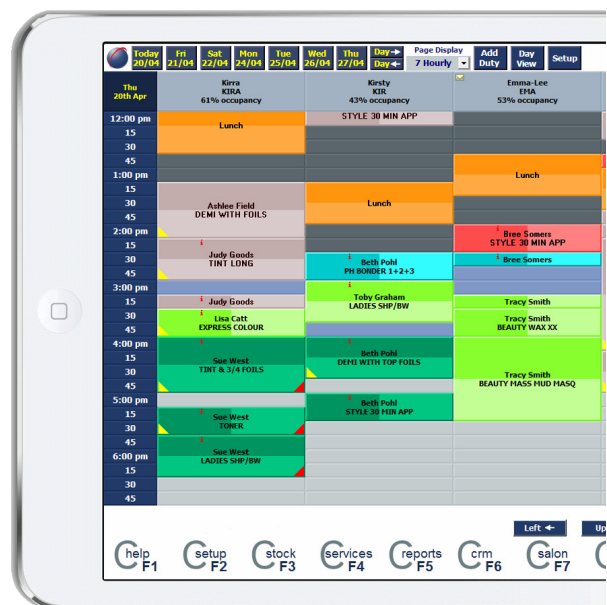 Today Fri Sat Mon Tue Wed Thu Day Page Display Add Day Setup
20/04 21/04 22/04 24/04 25/04 26/04 27/04 Day 7 Hourly Duty View
Thu
20th Apr
Kirra
KIRA
61% occupancy
Kirsty
KIR
43% occupancy
Emma-Lee
EMA
53% occupancy
12:00 pm
15
30
45
1:00 pm
15
30
45
2:00 pm
15
30
45
3:00 pm
15
30
45
4:00 pm
15
30
45
5:00 pm
15
30
45
6:00 pm
15
30
45
Lunch
Ashlee Field
DEMI WITH FOILS
i
Judy Goods
TINT LONG
i Judy Goods
i
Lisa Catt
EXPRESS COLOUR
i
Sue West
TINT & 3/4 FOILS
i
Sue West
TONER
i
Sue West
LADIES SHP/BW
STYLE 30 MIN APP
Lunch
i
Beth Pohl
PH BONDER 1+2+3
i
Toby Graham
LADIES SHP/BW
i
Beth Pohl
DEMI WITH TOP FOILS
i
Beth Pohl
STYLE 30 MIN APP
Lunch
i
Bree Somers
STYLE 30 MIN APP
i Bree Somers
Tracy Smith
Tracy Smith
BEAUTY WAX XX
Tracy Smith
BEAUTY MASS MUD MASQ
Left Up
help setup stock services reports crm salon
F1 F2 F3 F4 F5 F6 F7